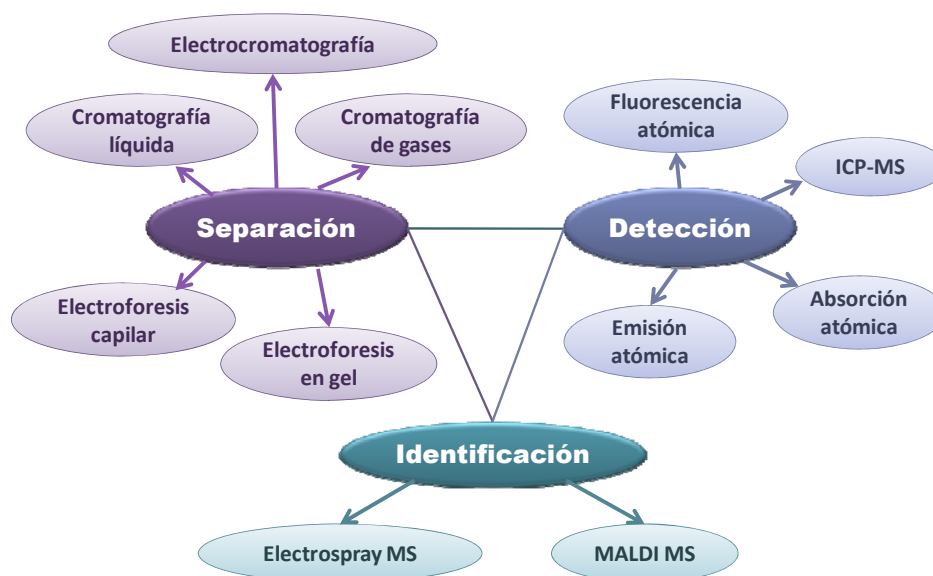 Electrocromatografía
Cromatografía
líquida
Cromatografía
de gases
Separación
Electroforesis
capilar
Electroforesis
en gel
Fluorescencia
atómica
ICP-MS
Detección
Absorción
atómica
Emisión
atómica
Identificación
Electrospray MS
MALDI MS